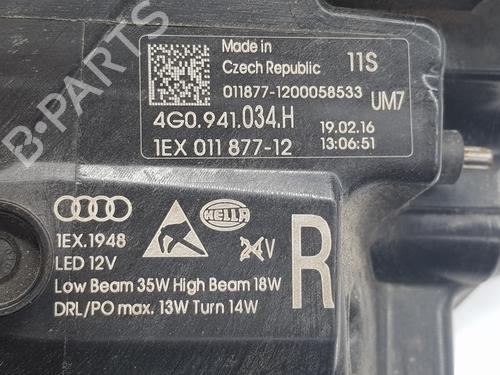 B-PARTS
Made in
Czech Republic
11S
011877-1200058533
UM7
4G0.941.034.H
19.02.16
1EX 011 877-12
13:06:51
HELLA
1EX.1948
24V
R
LED 12V
Low Beam 35W High Beam 18W
DRL/PO max. 13W Turn 14W